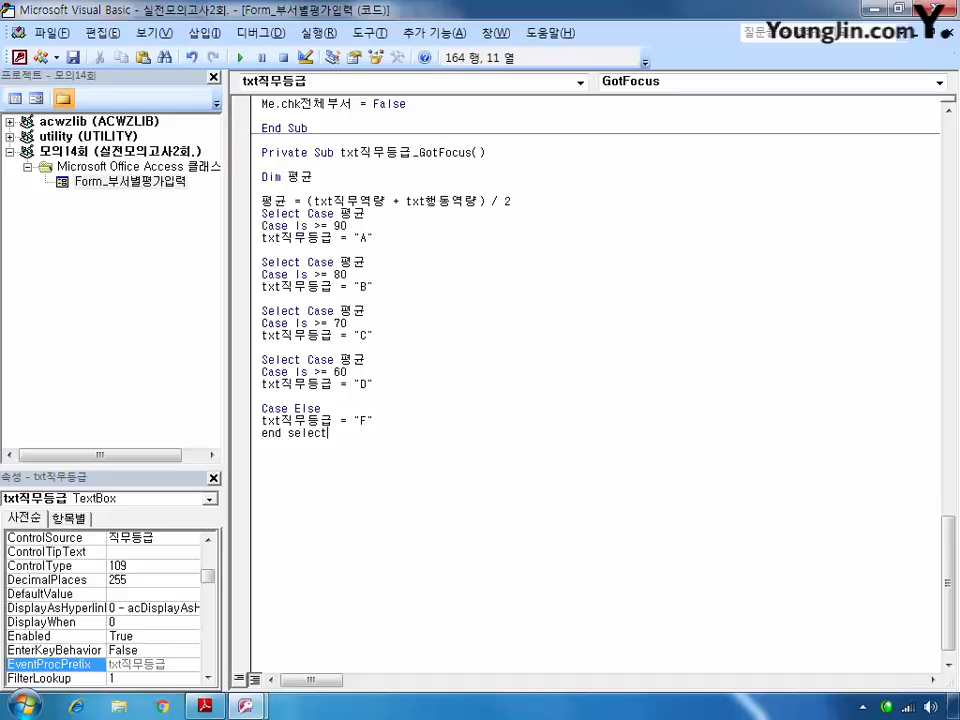 Microsoft Visual Basic - 실전모의고사2회. - [Form_부서별평가입력 (코드)]
파일(F) 편집(E) 보기(V) 삽입(I) 디버그(D) 실행(R) 도구(T) 추가 기능(A) 창(W) 도움말(H)
Younglin.com
Y
164 행, 11 열
프로젝트 - 모의14회
acwzlib (ACWZLIB)
utility (UTILITY)
모의14회 (실전모의고사2회.)
Microsoft Office Access 클래스
Form_부서별평가입력
txt직무등급
GotFocus
Me.chk전체부서 = False
End Sub
Private Sub txt직무등급_GotFocus()
Dim 평균
평균 = (txt직무역량 + txt행동역량) / 2
Select Case 평균
Case Is >= 90
txt직무등급 = "A"
Select Case 평균
Case Is >= 80
txt직무등급 = "B"
Select Case 평균
Case Is >= 70
txt직무등급 = "C"
Select Case 평균
Case Is >= 60
txt직무등급 = "D"
Case Else
txt직무등급 = "F"
end select
속성 - txt직무등급
txt직무등급 TextBox
사전순 항목별
ControlSource 직무등급
ControlTipText
ControlType 109
DecimalPlaces 255
DefaultValue
DisplayAsHyperlinl 0 - acDisplayAsH
DisplayWhen 0
Enabled True
EnterKeyBehavior False
EventProcPrefix txt직무등급
FilterLookup 1